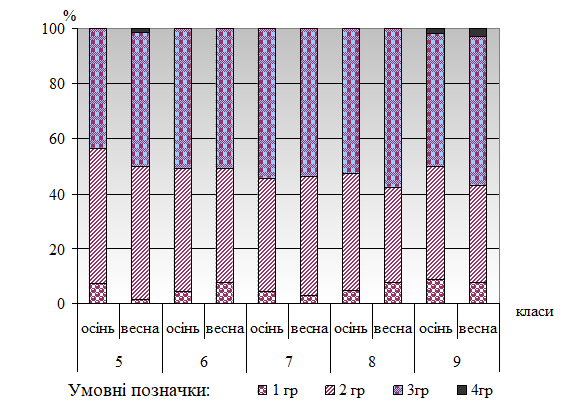 %
100
80
60
40
20
0
осінь весна осінь весна осінь весна осінь весна осінь весна
класи
5 6 7 8 9
Умовні позначки: 1 гр 2 гр 3гр 4гр